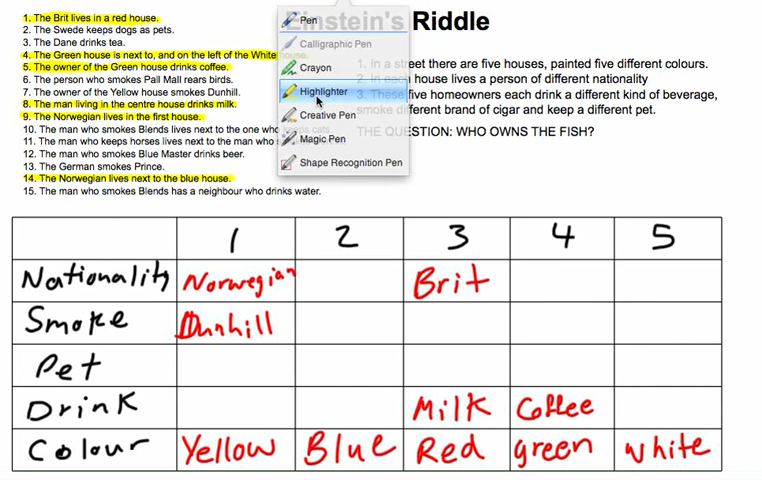 Einstein's Riddle
1. The Brit lives in a red house.
2. The Swede keeps dogs as pets.
3. The Dane drinks tea.
4. The Green house is next to, and on the left of the White house.
5. The owner of the Green house drinks coffee.
6. The person who smokes Pall Mall rears birds.
7. The owner of the Yellow house smokes Dunhill.
8. The man living in the centre house drinks milk.
9. The Norwegian lives in the first house.
10. The man who smokes Blends lives next to the one who keeps cats.
11. The man who keeps horses lives next to the man who
12. The man who smokes Blue Master drinks beer.
13. The German smokes Prince.
14. The Norwegian lives next to the blue house.
15. The man who smokes Blends has a neighbour who drinks water.
Pen
Calligraphic Pen
Crayon
Highlighter
Creative Pen
Magic Pen
Shape Recognition Pen
1. In a street there are five houses, painted five different colours.
2. In each house lives a person of different nationality
3. These five homeowners each drink a different kind of beverage,
smoke different brand of cigar and keep a different pet.
THE QUESTION: WHO OWNS THE FISH?
1 2 3 4 5
Nationality Norwegian Brit
Smoke Dunhill
Pet
Drink Milk Coffee
Colour Yellow Blue Red green white